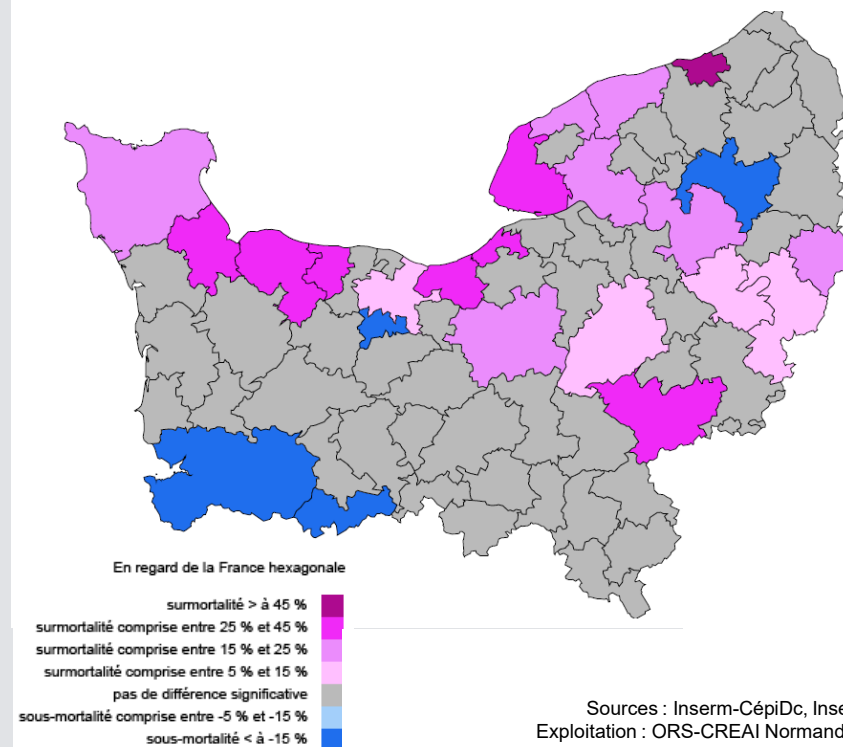 En regard de la France hexagonale
surmortalité > à 45 %
surmortalité comprise entre 25 % et 45 %
surmortalité comprise entre 15 % et 25 %
surmortalité comprise entre 5 % et 15 %
pas de différence significative
sous-mortalité comprise entre -5 % et -15 %
sous-mortalité < à -15 %
Sources : Inserm-CépiDc, Inse
Exploitation : ORS-CREAI Normand